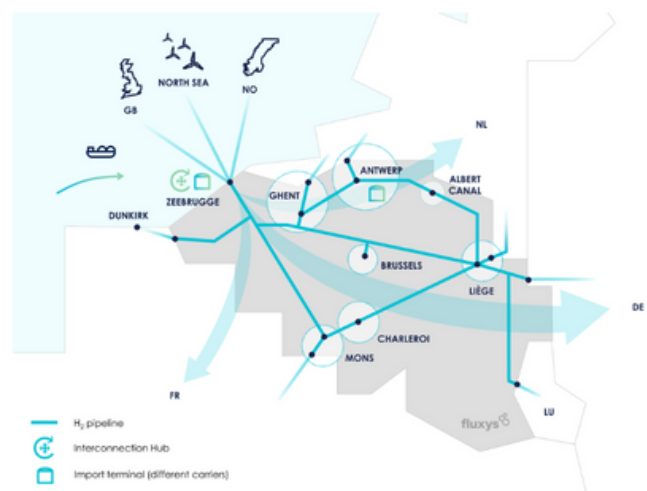 NORTH SEA
NO
GB
NL
ANTWERP
ALBERT
CANAL
GHENT
ZEEBRUGGE
DUNKIRK
BRUSSELS
LIÈGE
DE
CHARLEROI
MONS
FR
LU
fluxys
H₂ pipeline
Interconnection Hub
Import terminal (different carriers)